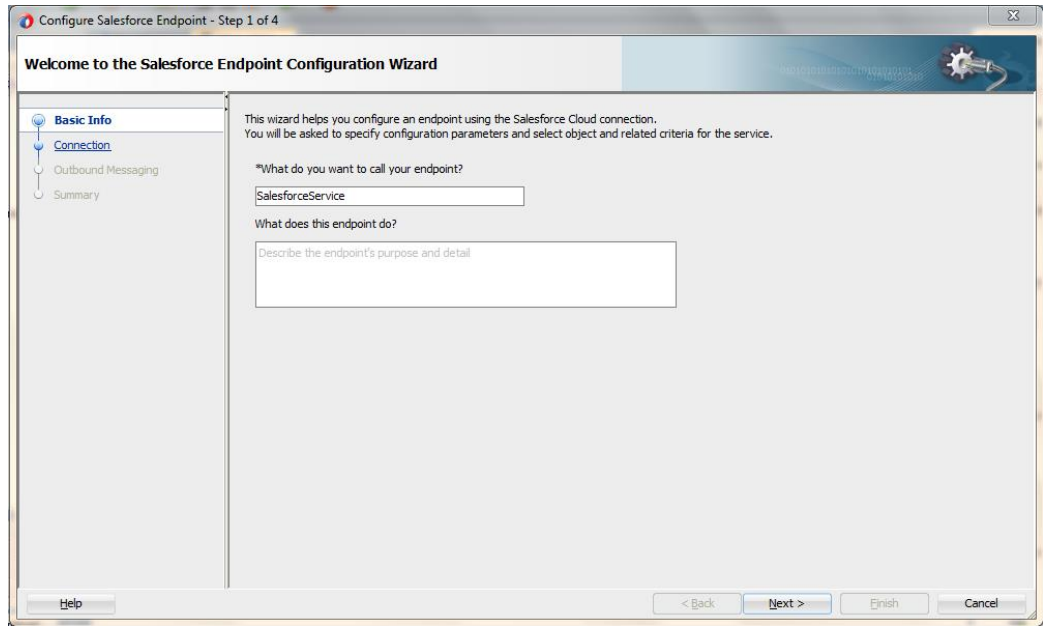 Configure Salesforce Endpoint - Step 1 of 4
Welcome to the Salesforce Endpoint Configuration Wizard
Basic Info
Connection
Outbound Messaging
Summary
This wizard helps you configure an endpoint using the Salesforce Cloud connection.
You will be asked to specify configuration parameters and select object and related criteria for the service.
*What do you want to call your endpoint?
SalesforceService
What does this endpoint do?
Describe the endpoint's purpose and detail
Help
< Back
Next >
Finish
Cancel